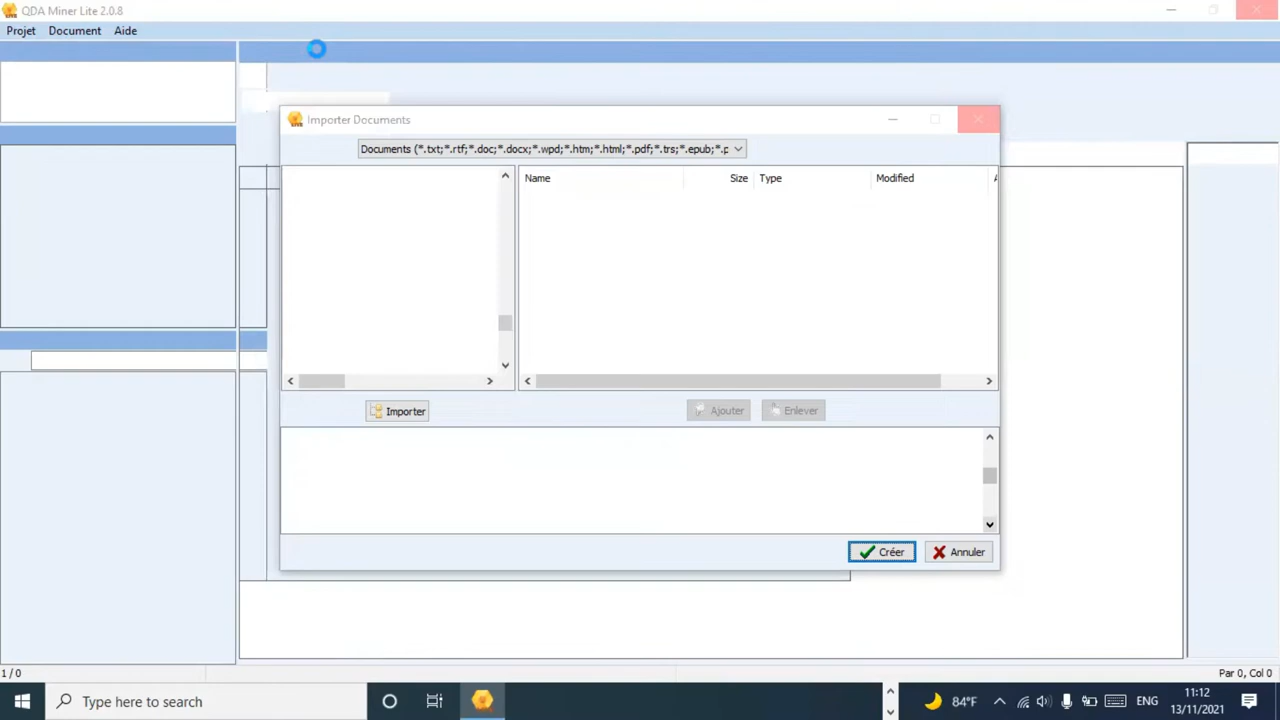 QDA Miner Lite 2.0.8
Projet Document Aide
Importer Documents
Documents (*.txt;*.rtf;*.doc;*.docx;*.wpd;*.htm;*.html;*.pdf;*.trs;*.epub;*.p
Name Size Type Modified
Importer Ajouter Enlever
Créer Annuler
1 / 0 Par 0, Col 0
Type here to search
84°F ENG
11:12
13/11/2021